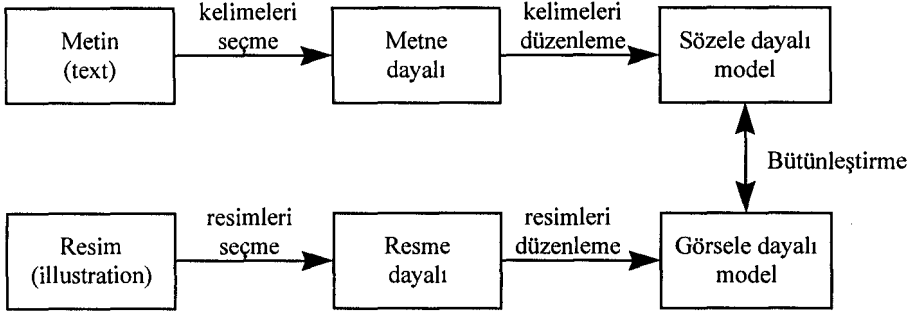 Metin
(text)
kelimeleri
seçme
Metne
dayalı
kelimeleri
düzenleme
Sözele dayalı
model
Bütünleştirme
Resim
(illustration)
resimleri
seçme
Resme
dayalı
resimleri
düzenleme
Görsele dayalı
model